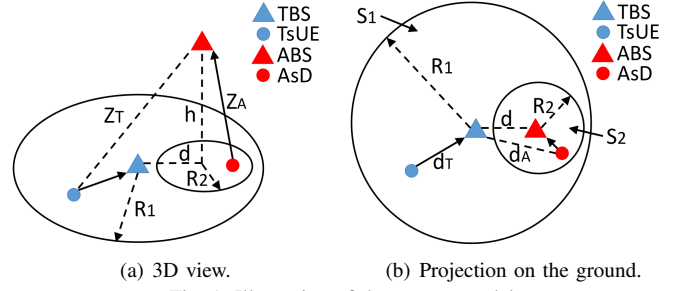 TBS
TsUE
ABS
AsD
ZT
ZA
h
d
R1
R2
(a) 3D view.
S1
TBS
TsUE
ABS
AsD
R1
R2
d
S2
dT
dA
(b) Projection on the ground.